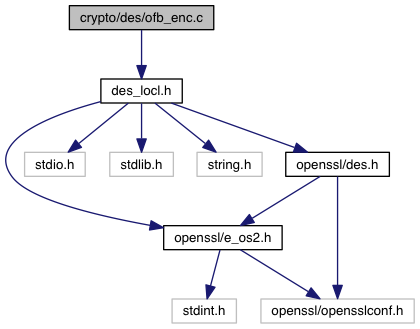 crypto/des/ofb_enc.c
des_locl.h
stdio.h
stdlib.h
string.h
openssl/des.h
openssl/e_os2.h
stdint.h
openssl/opensslconf.h